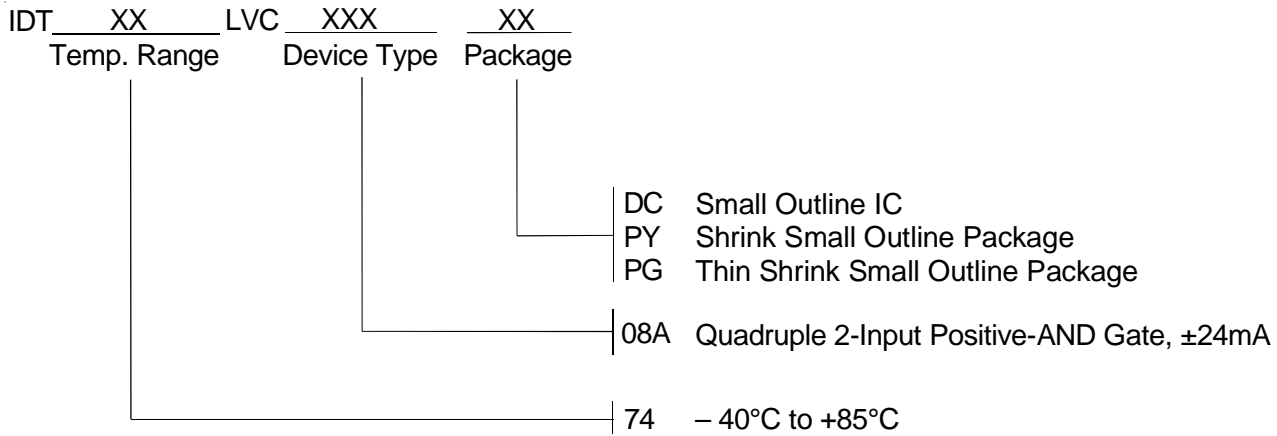 IDT XX LVC XXX XX
Temp. Range Device Type Package
DC Small Outline IC
PY Shrink Small Outline Package
PG Thin Shrink Small Outline Package
08A Quadruple 2-Input Positive-AND Gate, ±24mA
74 – 40°C to +85°C